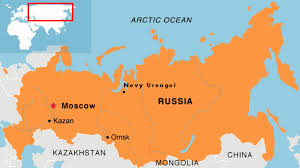 ARCTIC OCEAN
Novy Urengoi
RUSSIA
Moscow
Kazan
Omsk
KAZAKHSTAN
MONGOLIA
CHINA